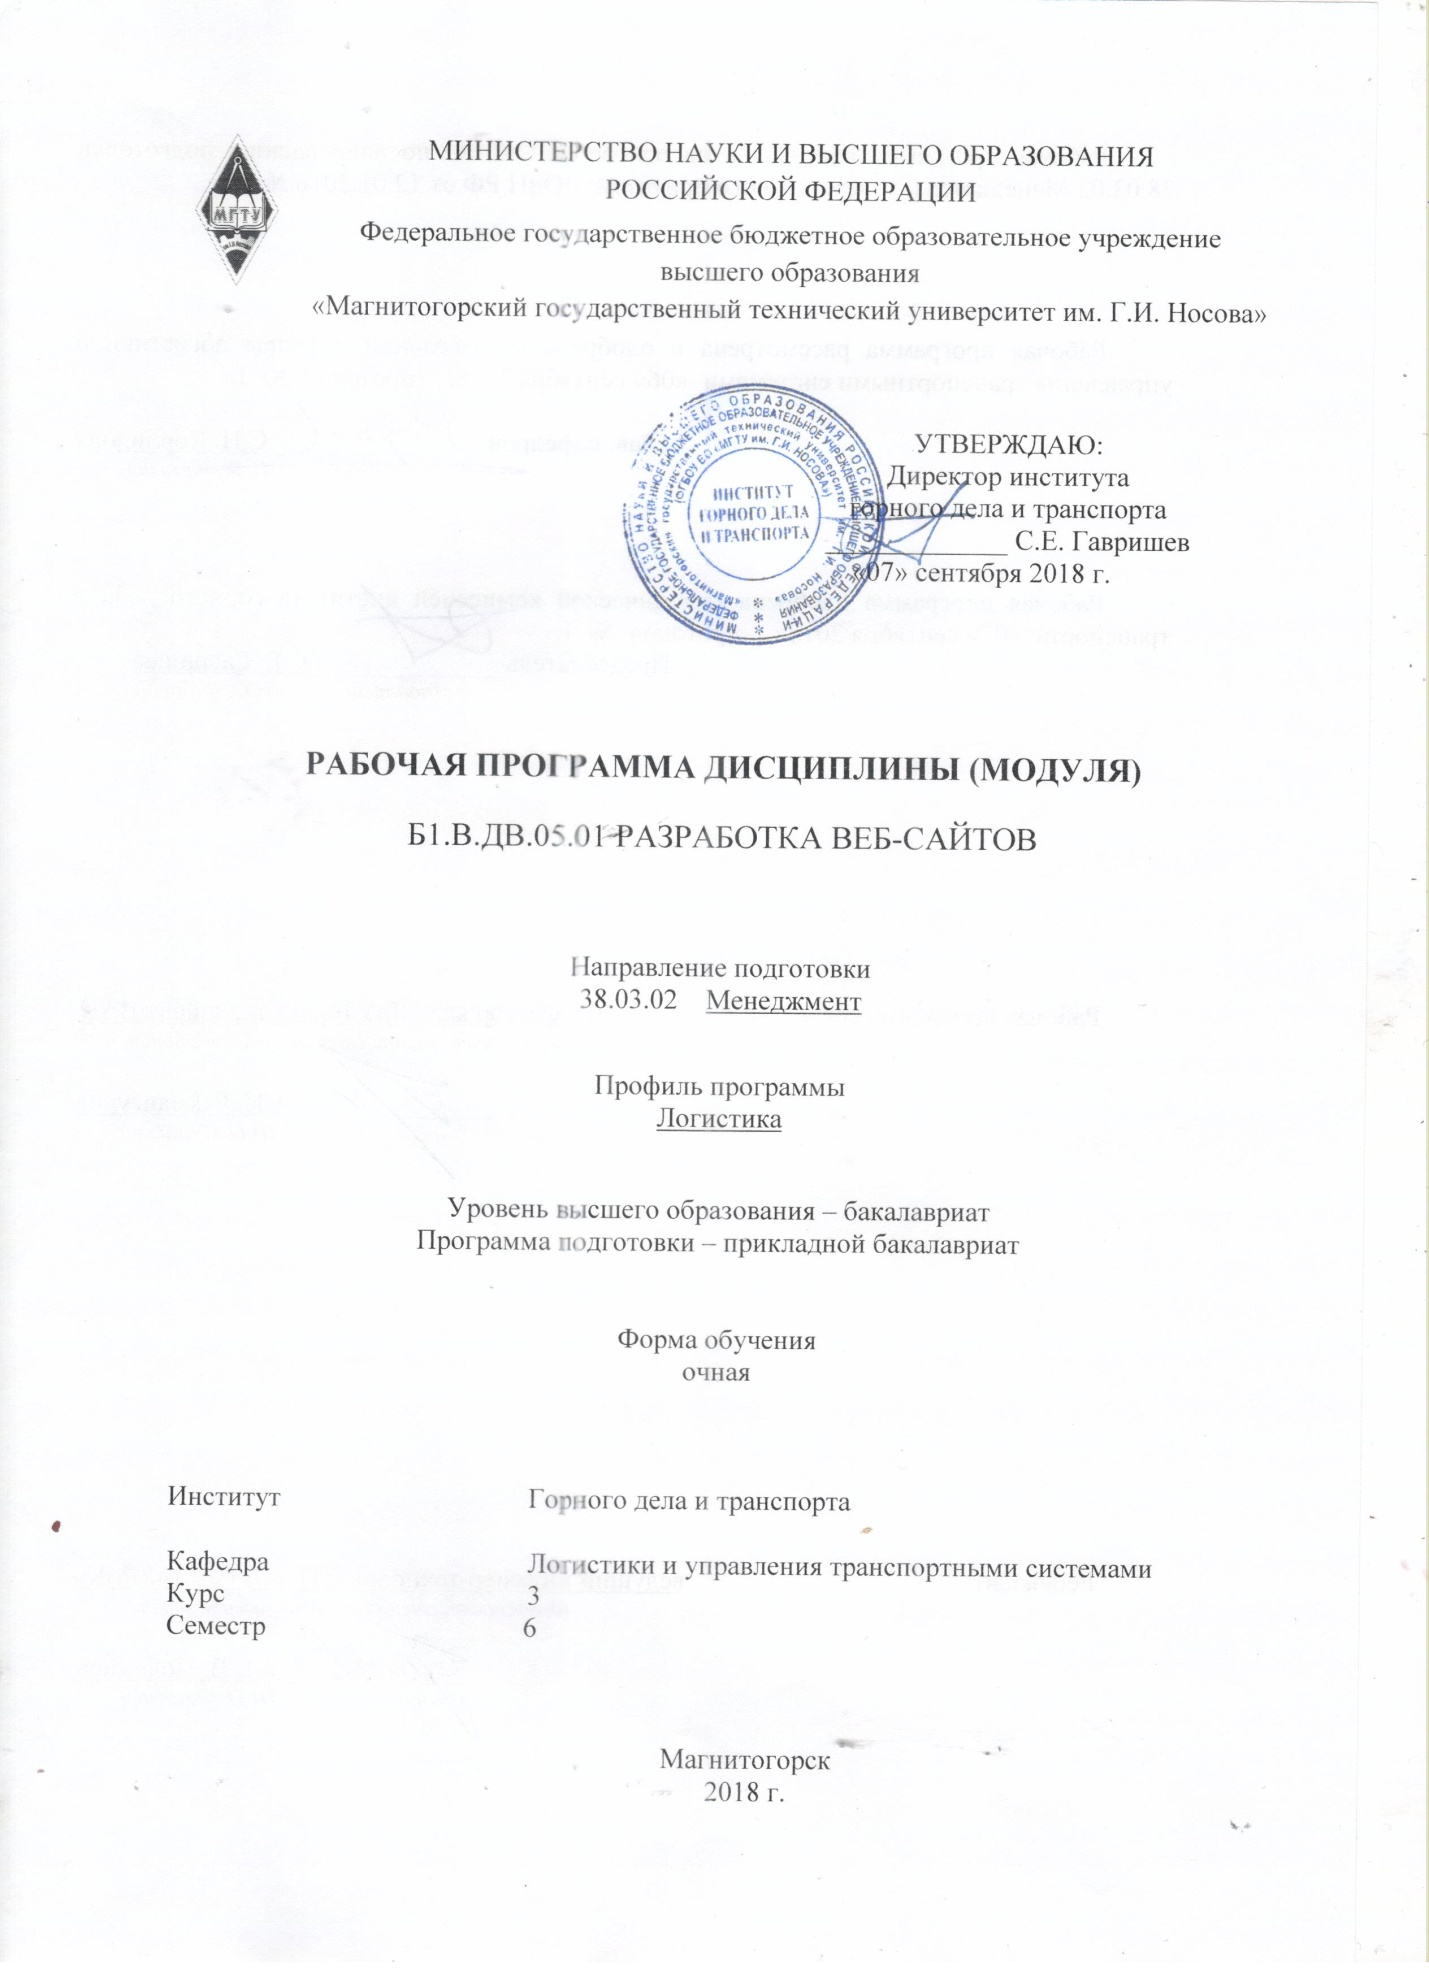 МИНИСТЕРСТВО НАУКИ И ВЫСШЕГО ОБРАЗОВАНИЯ
РОССИЙСКОЙ ФЕДЕРАЦИИ
Федеральное государственное бюджетное образовательное учреждение
высшего образования
«Магнитогорский государственный технический университет им. Г.И. Носова»
МГТУ
УТВЕРЖДАЮ:
Директор института
горного дела и транспорта
С.Е. Гавришев
«07» сентября 2018 г.
ИНСТИТУТ
ГОРНОГО ДЕЛА
И ТРАНСПОРТА
РАБОЧАЯ ПРОГРАММА ДИСЦИПЛИНЫ (МОДУЛЯ)
Б1.В.ДВ.05.01 РАЗРАБОТКА ВЕБ-САЙТОВ
Направление подготовки
38.03.02 Менеджмент
Профиль программы
Логистика
Уровень высшего образования – бакалавриат
Программа подготовки – прикладной бакалавриат
Форма обучения
очная
Институт Горного дела и транспорта
Кафедра Логистики и управления транспортными системами
Курс 3
Семестр 6
Магнитогорск
2018 г.